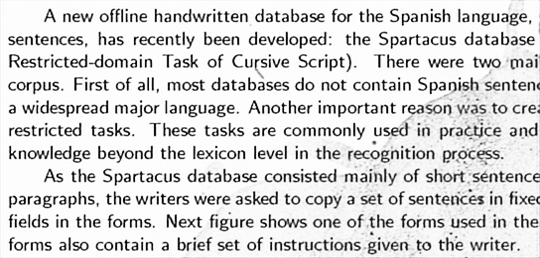 A new offline handwritten database for the Spanish language,
sentences, has recently been developed: the Spartacus database
Restricted-domain Task of Cursive Script). There were two mai
corpus. First of all, most databases do not contain Spanish senten
a widespread major language. Another important reason was to crea
restricted tasks. These tasks are commonly used in practice and
knowledge beyond the lexicon level in the recognition process.
As the Spartacus database consisted mainly of short sentence
paragraphs, the writers were asked to copy a set of sentences in fixed
fields in the forms. Next figure shows one of the forms used in the
forms also contain a brief set of instructions given to the writer.